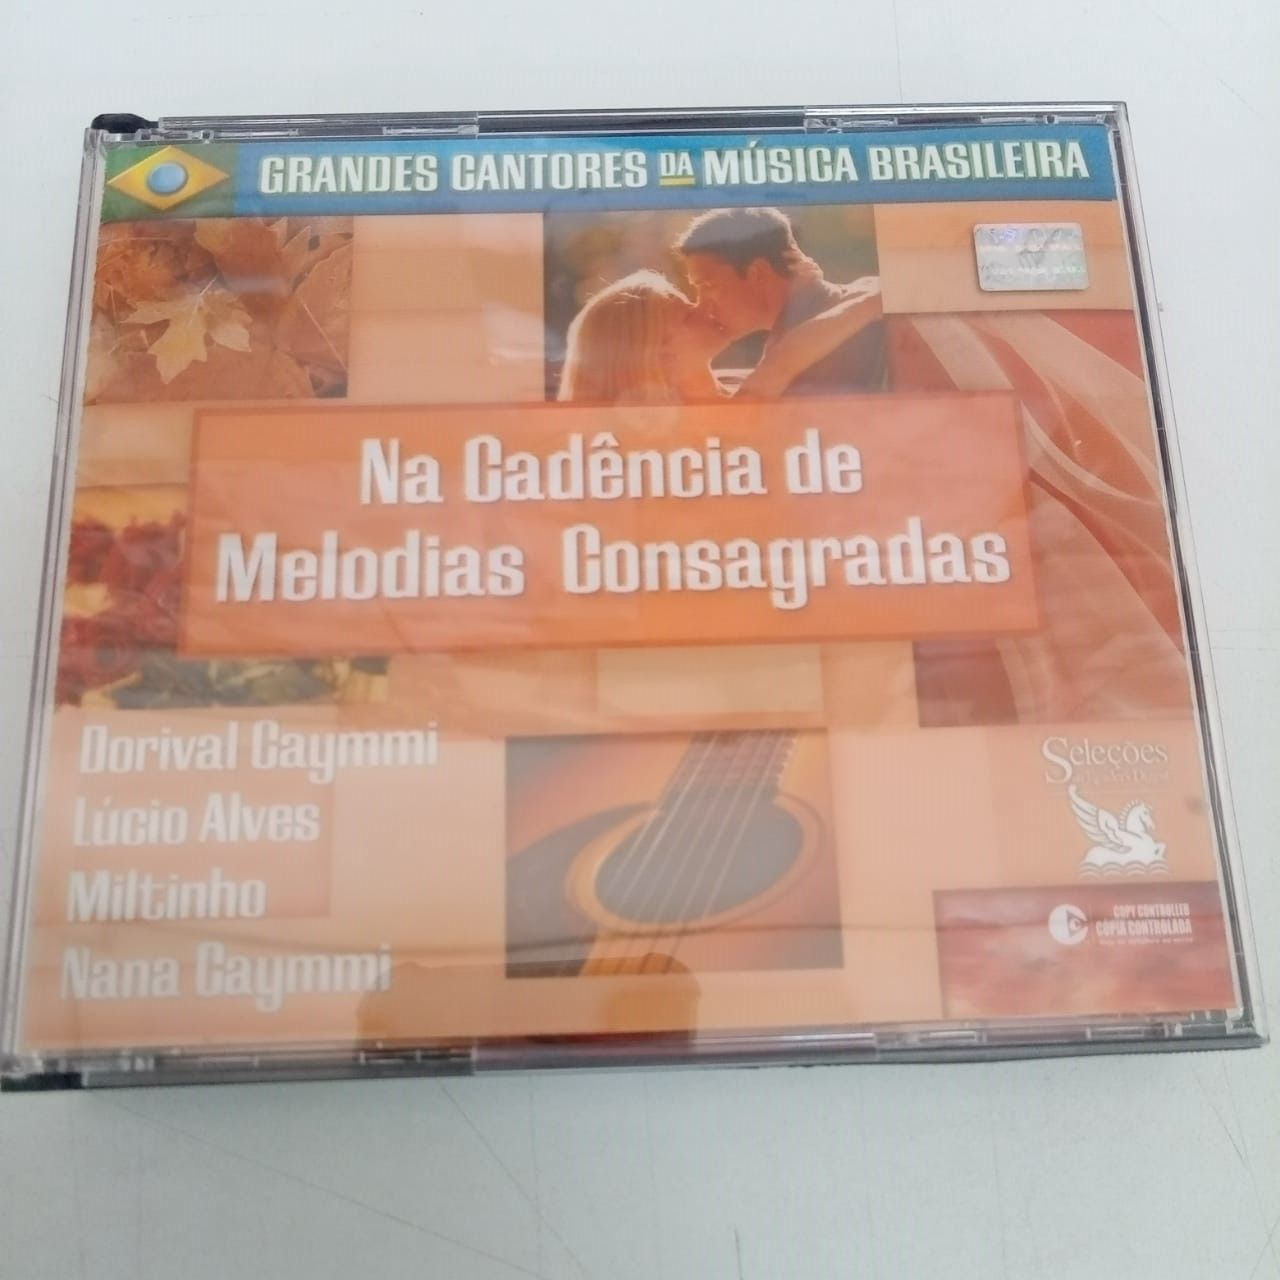 GRANDES CANTORES DA MÚSICA BRASILEIRA
Na Cadência de
Melodias Consagradas
Dorival Caymmi
Lúcio Alves
Miltinho
Nana Caymmi
Seleções
COPY CONTROLLED
CÓPIA CONTROLADA